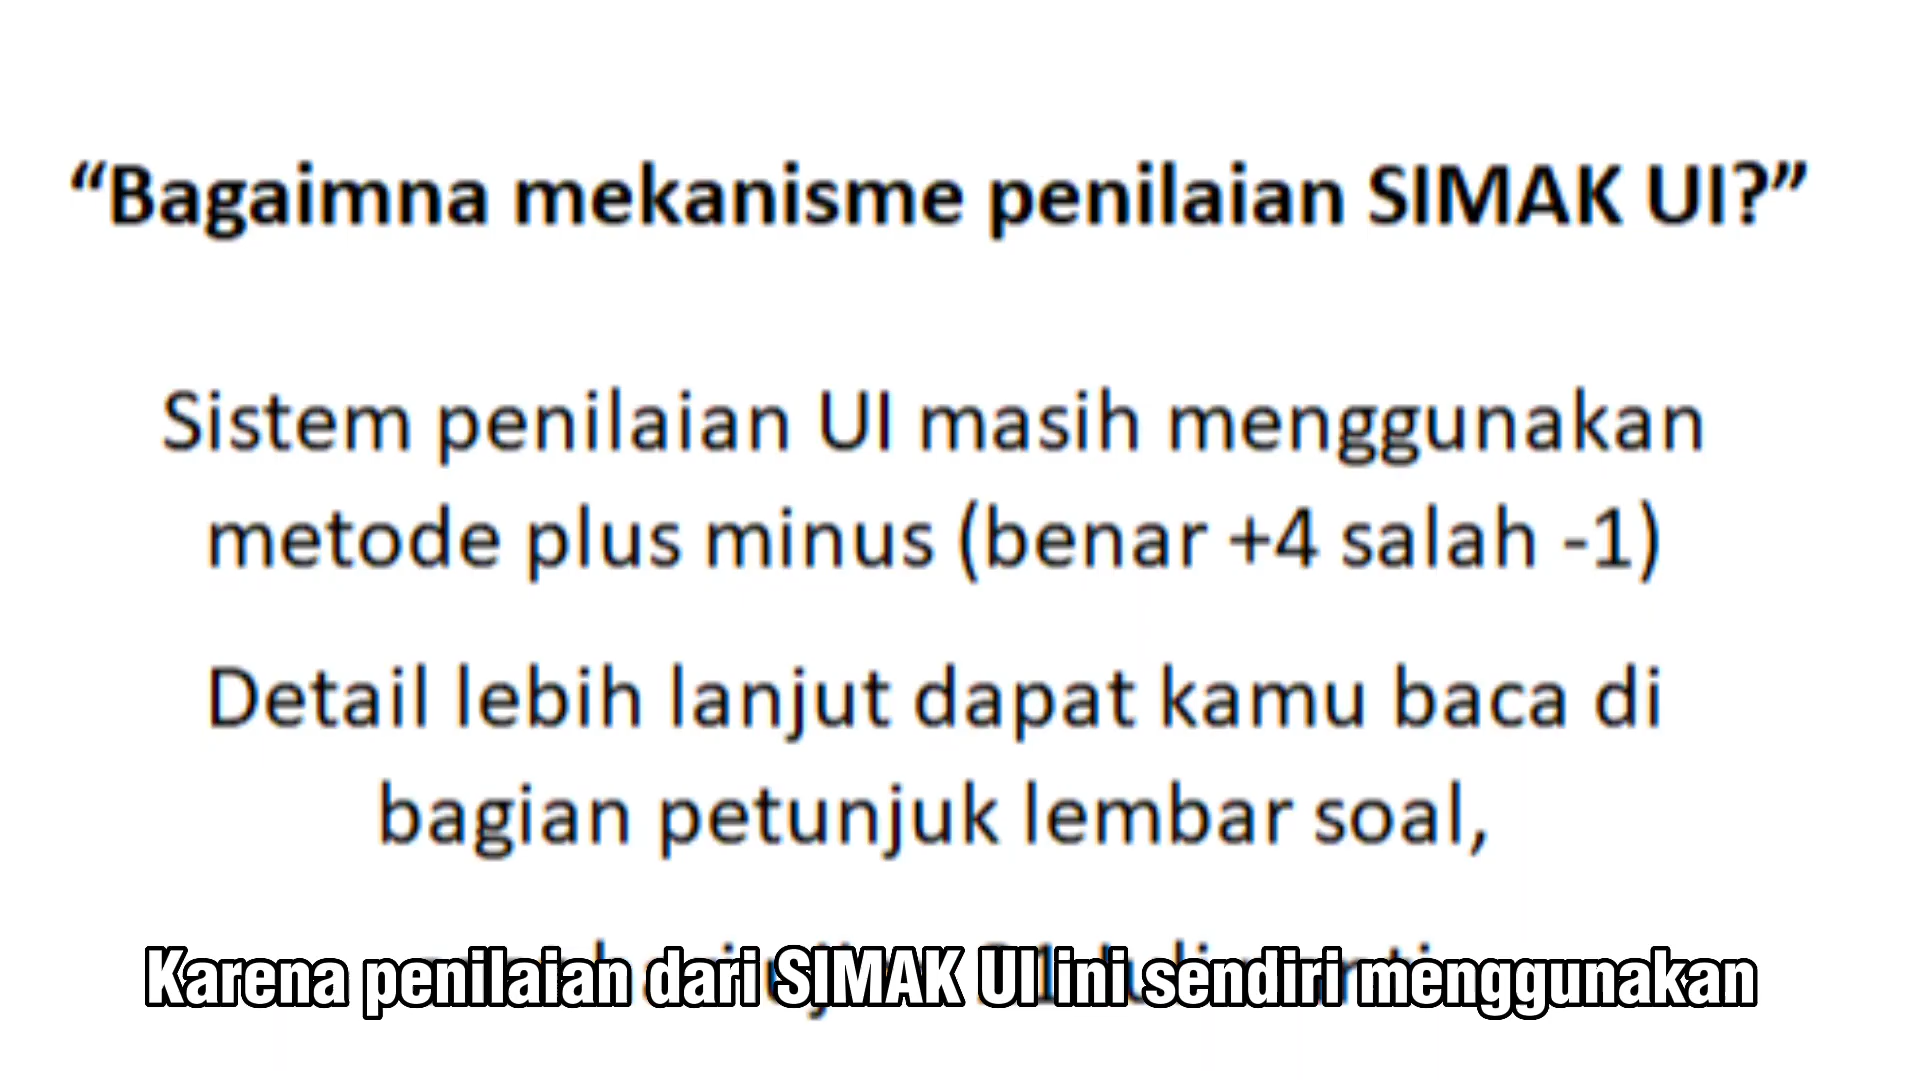 “Bagaimna mekanisme penilaian SIMAK UI?”
Sistem penilaian UI masih menggunakan
metode plus minus (benar +4 salah -1)
Detail lebih lanjut dapat kamu baca di
bagian petunjuk lembar soal,
Karena penilaian dari SIMAK UI ini sendiri menggunakan